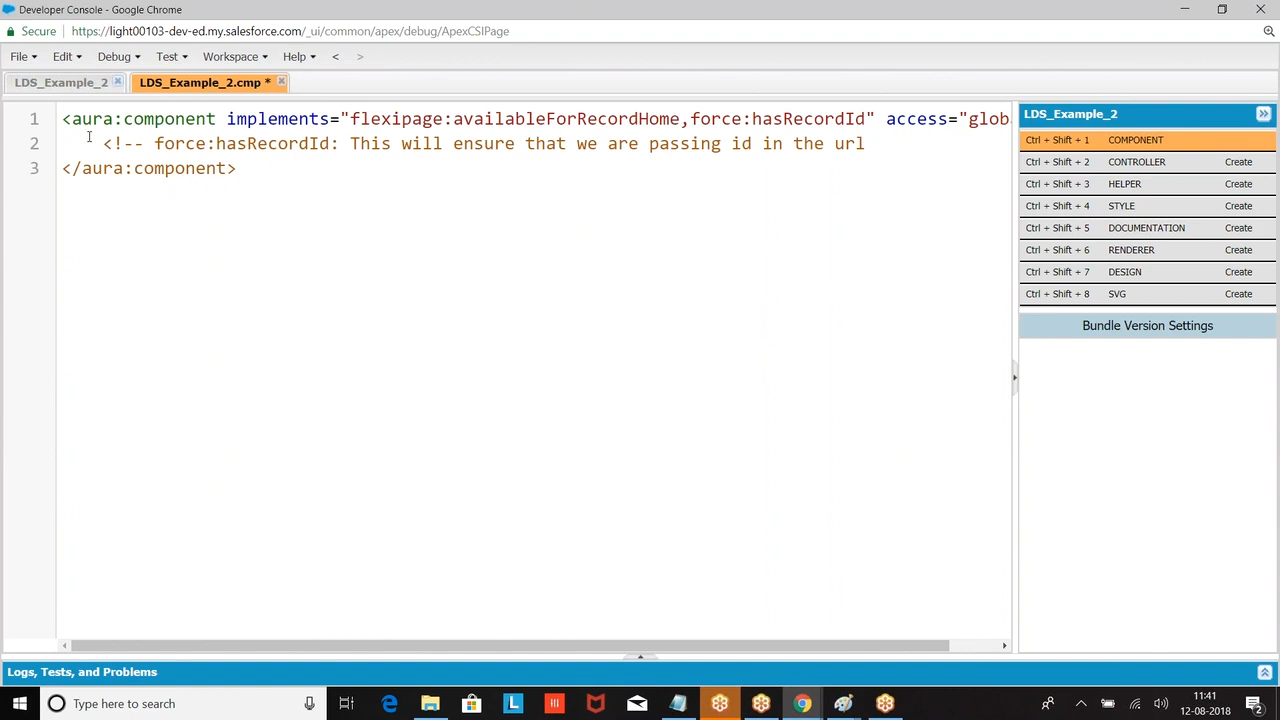 Developer Console - Google Chrome
Secure https://light00103-dev-ed.my.salesforce.com/_ui/common/apex/debug/ApexCSIPage
File Edit Debug Test Workspace Help < >
LDS_Example_2 LDS_Example_2.cmp *
1 <aura:component implements="flexipage:availableForRecordHome,force:hasRecordId" access="globa
2 <!-- force:hasRecordId: This will ensure that we are passing id in the url
3 </aura:component>
LDS_Example_2
Ctrl + Shift + 1 COMPONENT
Ctrl + Shift + 2 CONTROLLER Create
Ctrl + Shift + 3 HELPER Create
Ctrl + Shift + 4 STYLE Create
Ctrl + Shift + 5 DOCUMENTATION Create
Ctrl + Shift + 6 RENDERER Create
Ctrl + Shift + 7 DESIGN Create
Ctrl + Shift + 8 SVG Create
Bundle Version Settings
Logs, Tests, and Problems
Type here to search
11:41
12-08-2018
2